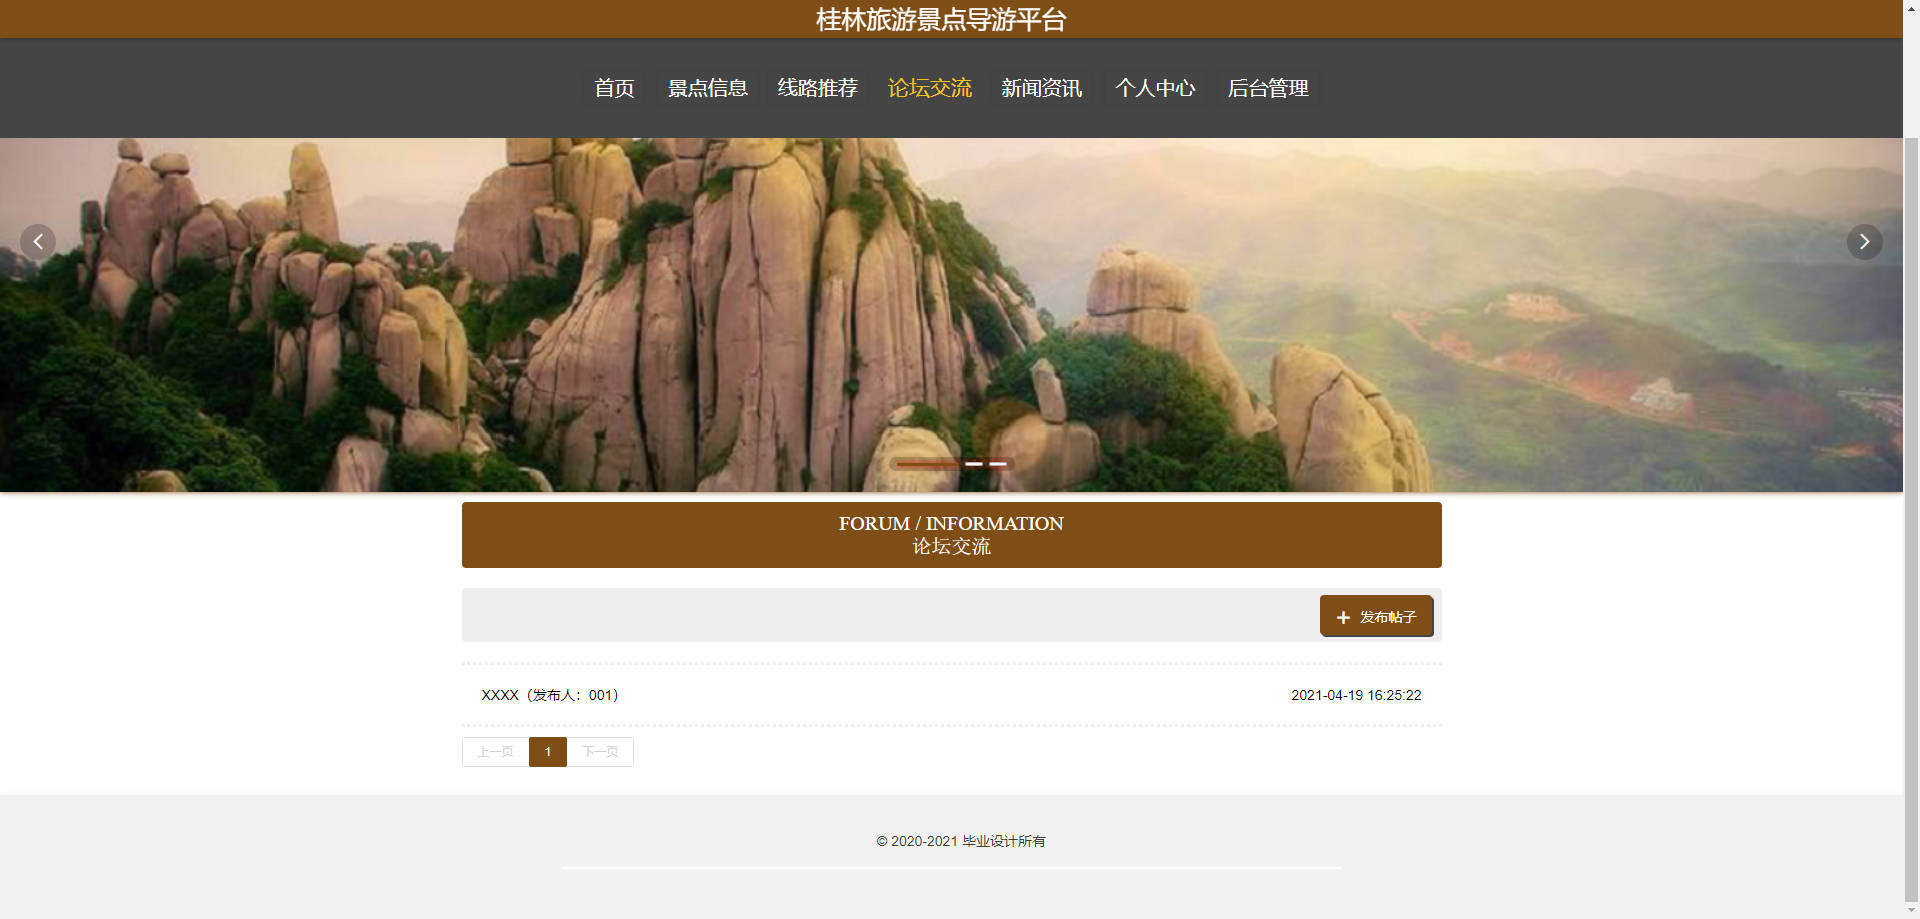 桂林旅游景点导游平台
首页 景点信息 线路推荐 论坛交流 新闻资讯 个人中心 后台管理
FORUM / INFORMATION
论坛交流
发布帖子
XXXX（发布人：001） 2021-04-19 16:25:22
上一页 1 下一页
© 2020-2021 毕业设计所有